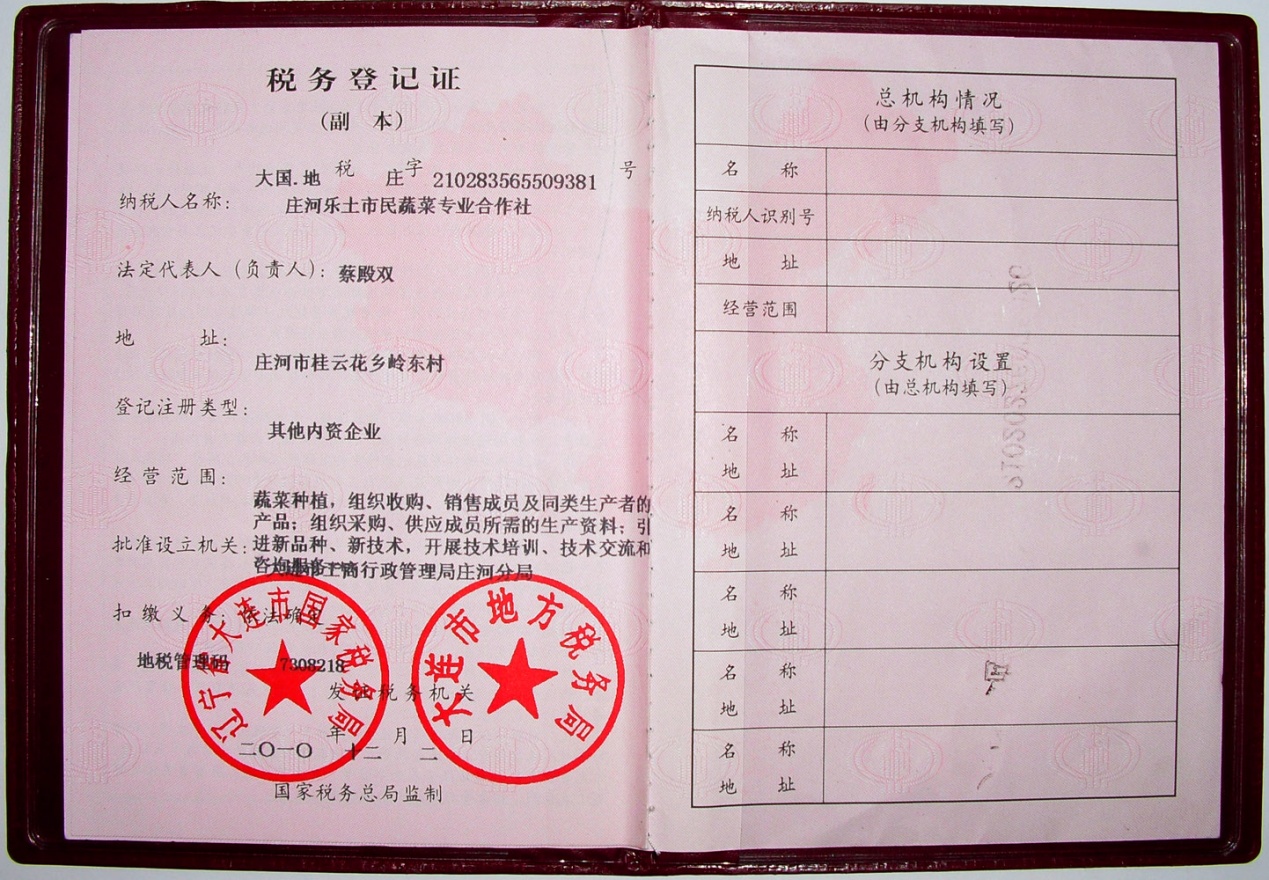 税务登记证
(副 本)
大国.地 税 庄 字 210283565509381 号
纳税人名称: 庄河乐土市民蔬菜专业合作社
法定代表人(负责人): 蔡殿双
地 址: 庄河市桂云花乡岭东村
登记注册类型: 其他内资企业
经营范围: 蔬菜种植,组织收购、销售成员及同类生产者的
产品;组织采购、供应成员所需的生产资料;引
进新品种、新技术,开展技术培训、技术交流和
咨询服务
批准设立机关: 工商行政管理局庄河分局
扣缴义务: 依法确定
地税管理码 7308218
发证税务机关
二〇一〇 年 十二 月 二 日
辽宁省大连市国家税务局
大连市地方税务局
国家税务总局监制
总机构情况
(由分支机构填写)
名 称
纳税人识别号
地 址
经营范围
分支机构设置
(由总机构填写)
名 称
地 址
名 称
地 址
名 称
地 址
名 称
地 址
名 称
地 址